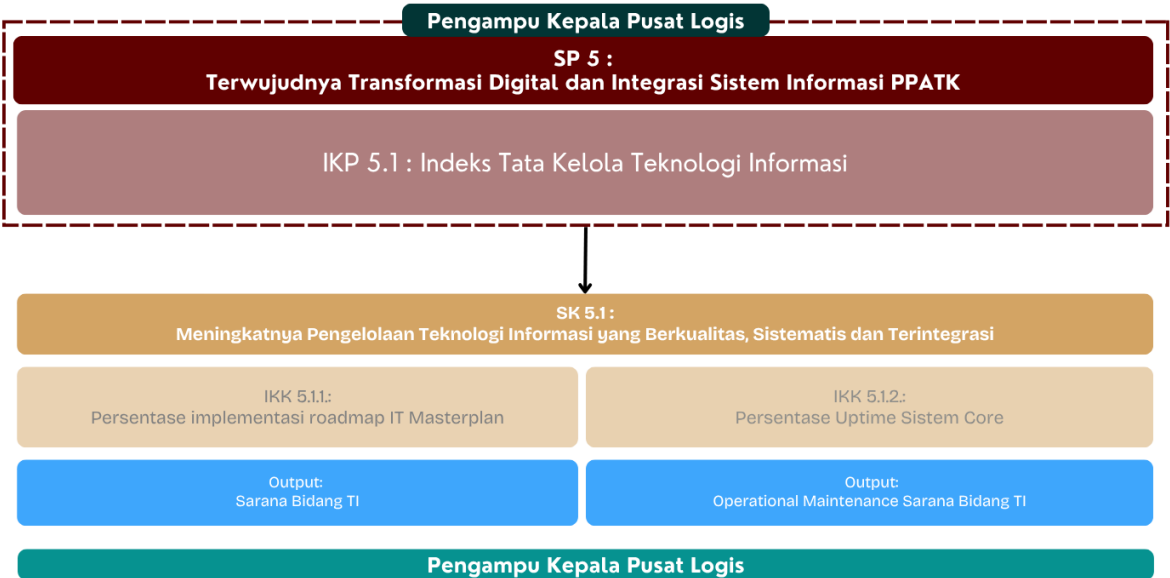 Pengampu Kepala Pusat Logis
SP 5 :
Terwujudnya Transformasi Digital dan Integrasi Sistem Informasi PPATK
IKP 5.1 : Indeks Tata Kelola Teknologi Informasi
SK 5.1 :
Meningkatnya Pengelolaan Teknologi Informasi yang Berkualitas, Sistematis dan Terintegrasi
IKK 5.1.1.:
Persentase implementasi roadmap IT Masterplan
IKK 5.1.2.:
Persentase Uptime Sistem Core
Output:
Sarana Bidang TI
Output:
Operational Maintenance Sarana Bidang TI
Pengampu Kepala Pusat Logis